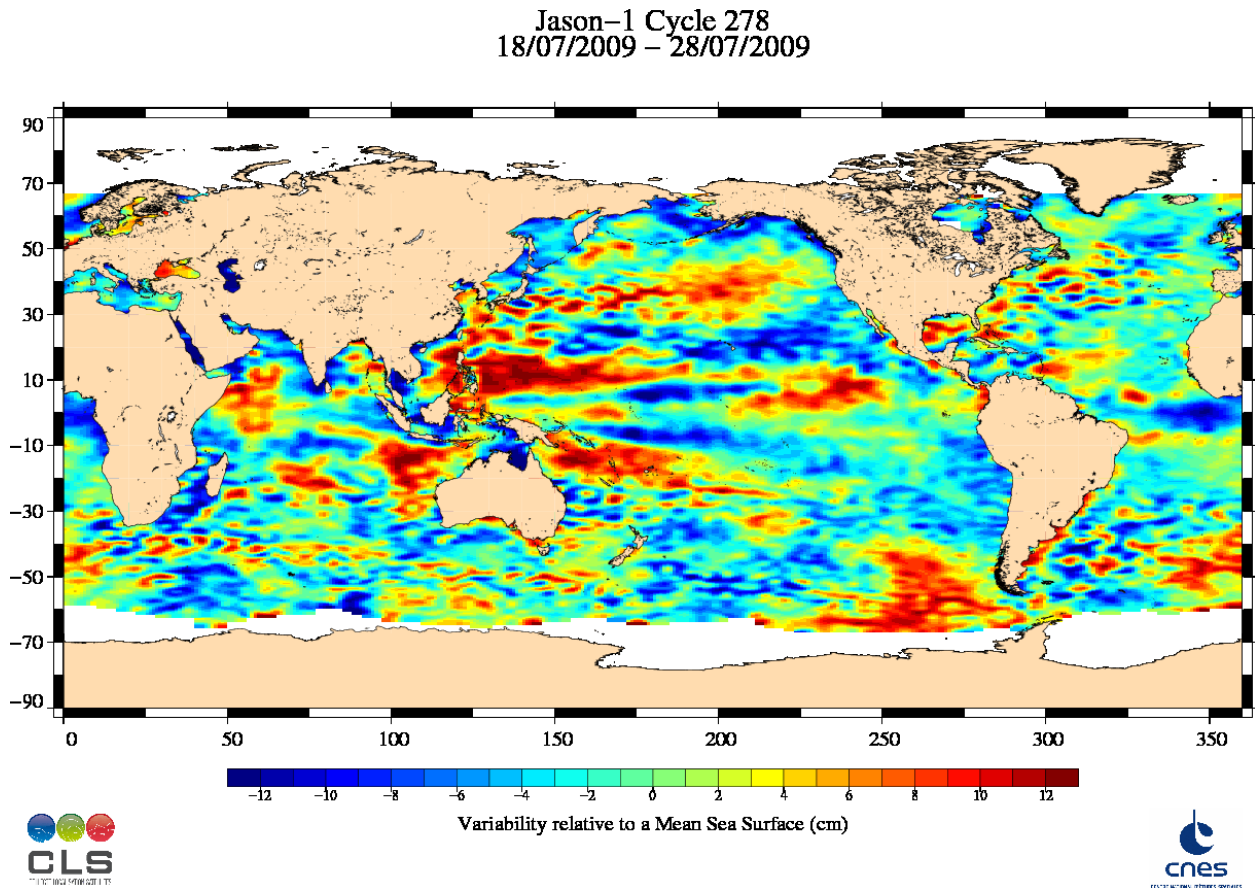 Jason−1 Cycle 278
18/07/2009 − 28/07/2009
90
70
50
30
10
−10
−30
−50
−70
−90
0 50 100 150 200 250 300 350
−12 −10 −8 −6 −4 −2 0 2 4 6 8 10 12
Variability relative to a Mean Sea Surface (cm)
CLS
cnes